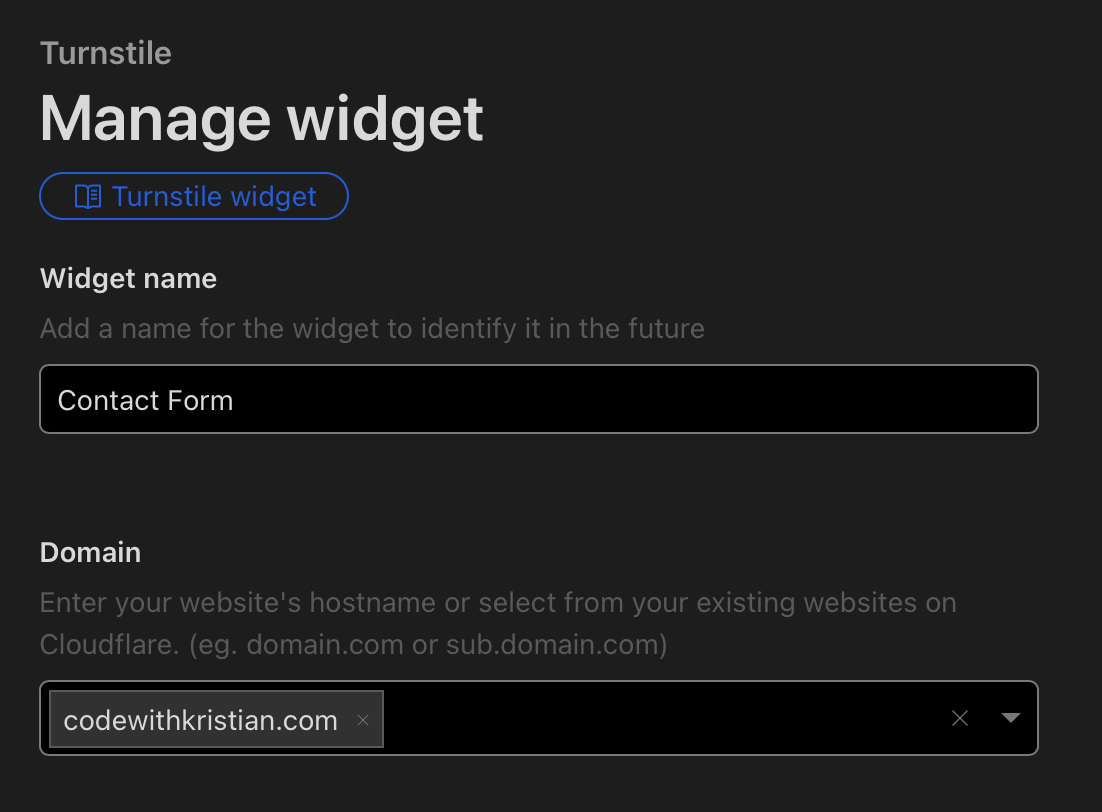 Turnstile
Manage widget
Turnstile widget
Widget name
Add a name for the widget to identify it in the future
Contact Form
Domain
Enter your website's hostname or select from your existing websites on
Cloudflare. (eg. domain.com or sub.domain.com)
codewithkristian.com